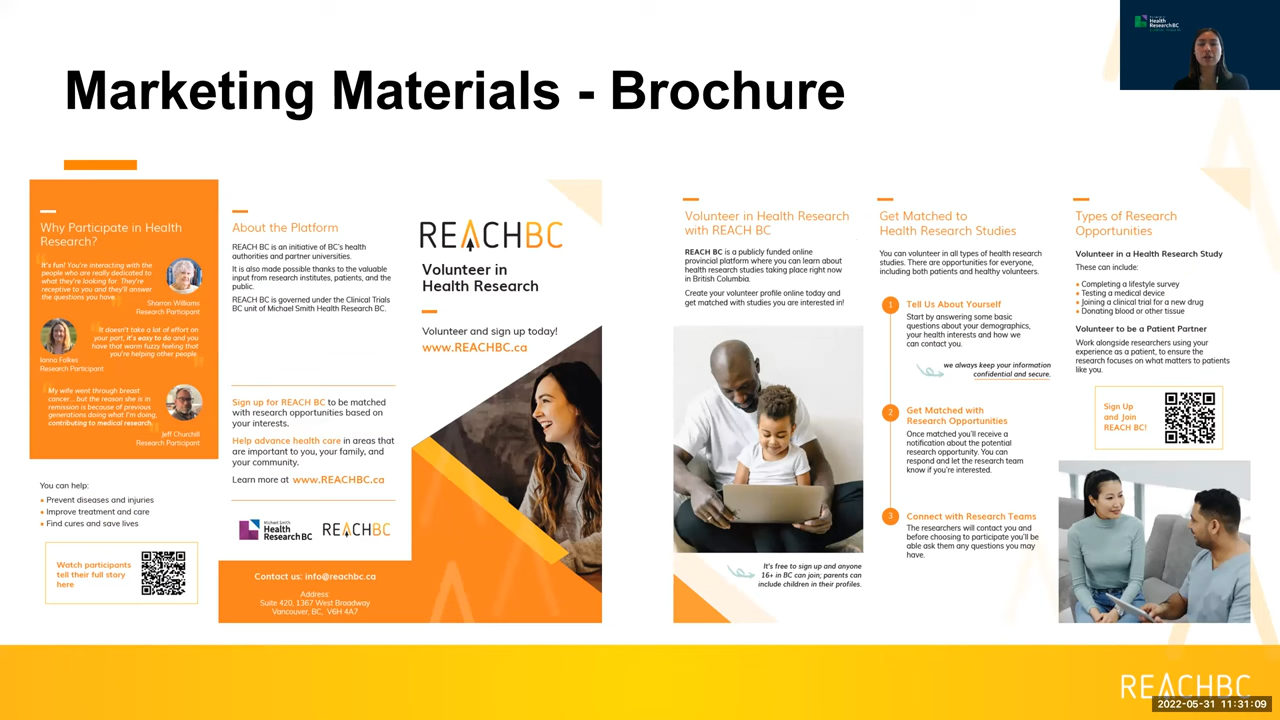 Marketing Materials - Brochure
Health
Research BC
Why Participate in Health
Research?
It's fun! You're interacting with the
people who are really dedicated to
what they're looking for. They're
receptive to you and they'll answer
the questions you have.
Sharron Williams
Research Participant
It doesn't take a lot of effort on
your part, it's easy to do and you
have that warm fuzzy feeling that
you're helping other people.
Ianna Folkes
Research Participant
My wife went through breast
cancer... but the reason she is in
remission is because of previous
generations doing what I'm doing,
contributing to medical research.
Jeff Churchill
Research Participant
You can help:
• Prevent diseases and injuries
• Improve treatment and care
• Find cures and save lives
Watch participants
tell their full story
here
About the Platform
REACH BC is an initiative of BC's health
authorities and partner universities.
It is also made possible thanks to the valuable
input from research institutes, patients, and the
public.
REACH BC is governed under the Clinical Trials
BC unit of Michael Smith Health Research BC.
Sign up for REACH BC to be matched
with research opportunities based on
your interests.
Help advance health care in areas that
are important to you, your family, and
your community.
Learn more at www.REACHBC.ca
Michael Smith
Health
Research BC
REACHBC
Contact us: info@reachbc.ca
Address:
Suite 420, 1367 West Broadway
Vancouver, BC, V6H 4A7
REACHBC
Volunteer in
Health Research
Volunteer and sign up today!
www.REACHBC.ca
Volunteer in Health Research
with REACH BC
REACH BC is a publicly funded online
provincial platform where you can learn about
health research studies taking place right now
in British Columbia.
Create your volunteer profile online today and
get matched with studies you are interested in!
It's free to sign up and anyone
16+ in BC can join; parents can
include children in their profiles.
Get Matched to
Health Research Studies
You can volunteer in all types of health research
studies. There are opportunities for everyone,
including both patients and healthy volunteers.
1
Tell Us About Yourself
Start by answering some basic
questions about your demographics,
your health interests and how we
can contact you.
we always keep your information
confidential and secure.
2
Get Matched with
Research Opportunities
Once matched you'll receive a
notification about the potential
research opportunity. You can
respond and let the research team
know if you're interested.
3
Connect with Research Teams
The researchers will contact you and
before choosing to participate you'll be
able ask them any questions you may
have.
Types of Research
Opportunities
Volunteer in a Health Research Study
These can include:
• Completing a lifestyle survey
• Testing a medical device
• Joining a clinical trial for a new drug
• Donating blood or other tissue
Volunteer to be a Patient Partner
Work alongside researchers using your
experience as a patient, to ensure the
research focuses on what matters to patients
like you.
Sign Up
and Join
REACH BC!
REACHBC
2022-05-31 11:31:09